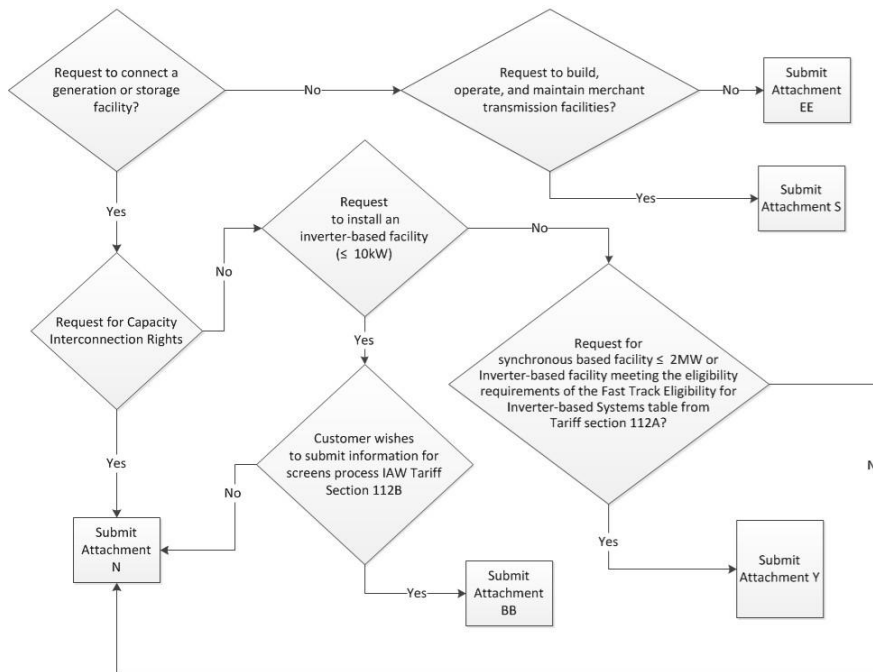 Request to connect a
generation or storage
facility?
No
Request to build,
operate, and maintain merchant
transmission facilities?
No
Submit
Attachment
EE
Yes
Submit
Attachment S
Yes
Request
to install an
inverter-based facility
(≤ 10kW)
No
No
Request for Capacity
Interconnection Rights
Yes
Request for
synchronous based facility ≤ 2MW or
Inverter-based facility meeting the eligibility
requirements of the Fast Track Eligibility for
Inverter-based Systems table from
Tariff section 112A?
Yes
Customer wishes
to submit information for
screens process IAW Tariff
Section 112B
No
Submit
Attachment
N
Yes
Submit
Attachment
BB
Yes
Submit
Attachment Y